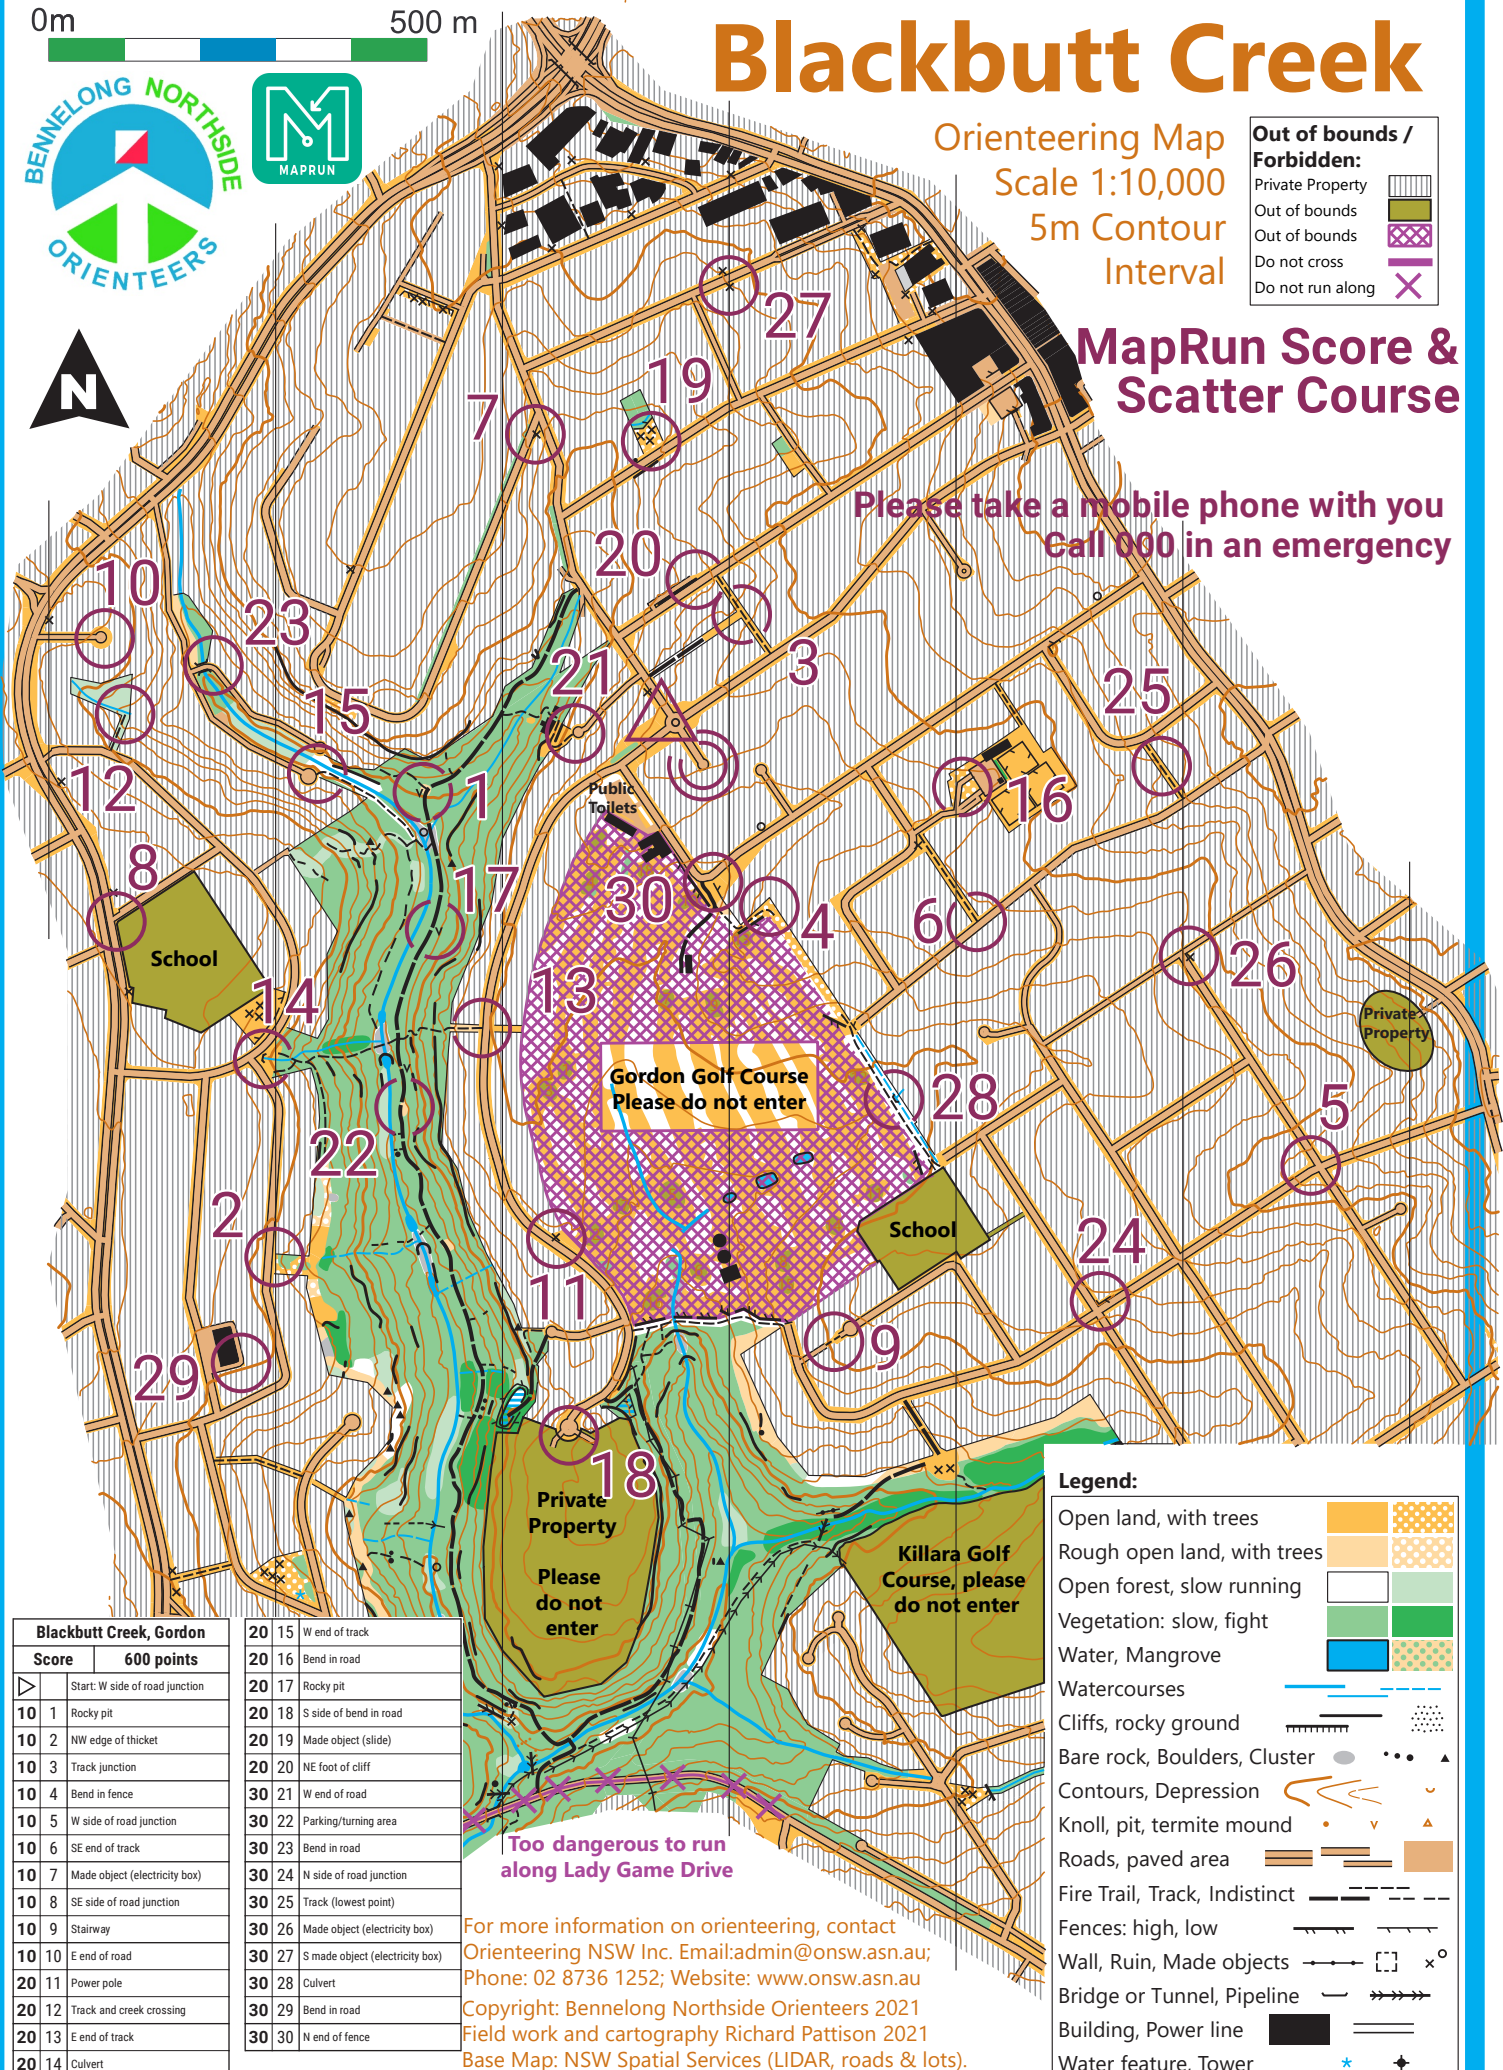 0m
500 m
Blackbutt Creek
BENNELONG NORTHSIDE
ORIENTEERS
MAPRUN
Orienteering Map
Scale 1:10,000
5m Contour
Interval
Out of bounds /
Forbidden:
Private Property
Out of bounds
Out of bounds
Do not cross
Do not run along
MapRun Score &
Scatter Course
N
Please take a mobile phone with you
Call 000 in an emergency
27
19
7
20
10
23
3
21
25
15
12
1
16
Public
Toilets
8
17
30
4
6
26
School
13
14
Private
Property
Gordon Golf Course
Please do not enter
28
5
22
2
School
24
11
9
29
18
Private
Property
Please
do not
enter
Killara Golf
Course, please
do not enter
Too dangerous to run
along Lady Game Drive
Blackbutt Creek, Gordon
Score 600 points
Start: W side of road junction
10 1 Rocky pit
10 2 NW edge of thicket
10 3 Track junction
10 4 Bend in fence
10 5 W side of road junction
10 6 SE end of track
10 7 Made object (electricity box)
10 8 SE side of road junction
10 9 Stairway
10 10 E end of road
20 11 Power pole
20 12 Track and creek crossing
20 13 E end of track
20 14 Culvert
20 15 W end of track
20 16 Bend in road
20 17 Rocky pit
20 18 S side of bend in road
20 19 Made object (slide)
20 20 NE foot of cliff
30 21 W end of road
30 22 Parking/turning area
30 23 Bend in road
30 24 N side of road junction
30 25 Track (lowest point)
30 26 Made object (electricity box)
30 27 S made object (electricity box)
30 28 Culvert
30 29 Bend in road
30 30 N end of fence
For more information on orienteering, contact
Orienteering NSW Inc. Email:admin@onsw.asn.au;
Phone: 02 8736 1252; Website: www.onsw.asn.au
Copyright: Bennelong Northside Orienteers 2021
Field work and cartography Richard Pattison 2021
Base Map: NSW Spatial Services (LIDAR, roads & lots).
Legend:
Open land, with trees
Rough open land, with trees
Open forest, slow running
Vegetation: slow, fight
Water, Mangrove
Watercourses
Cliffs, rocky ground
Bare rock, Boulders, Cluster
Contours, Depression
Knoll, pit, termite mound
Roads, paved area
Fire Trail, Track, Indistinct
Fences: high, low
Wall, Ruin, Made objects
Bridge or Tunnel, Pipeline
Building, Power line
Water feature, Tower